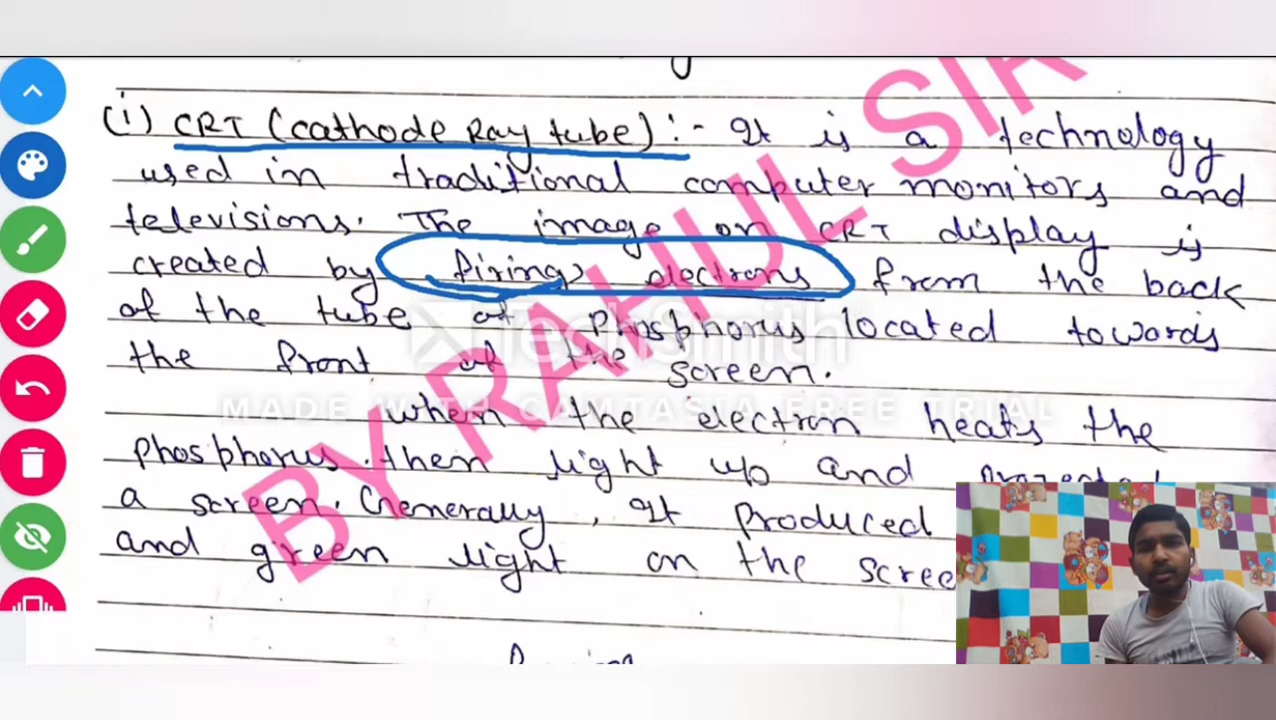 (i) CRT (cathode Ray tube) :- It is a technology
used in traditional computer monitors and
televisions. The image on CRT display is
created by firing electrons from the back
of the tube of phosphorus located towards
the front of the screen.
when the electron heats the
phosphorus. then light up and
a screen. Generally, It produced
and green light on the scree
BY RAHUL SIR
TechSmith
MADE WITH CAMTASIA FREE TRIAL